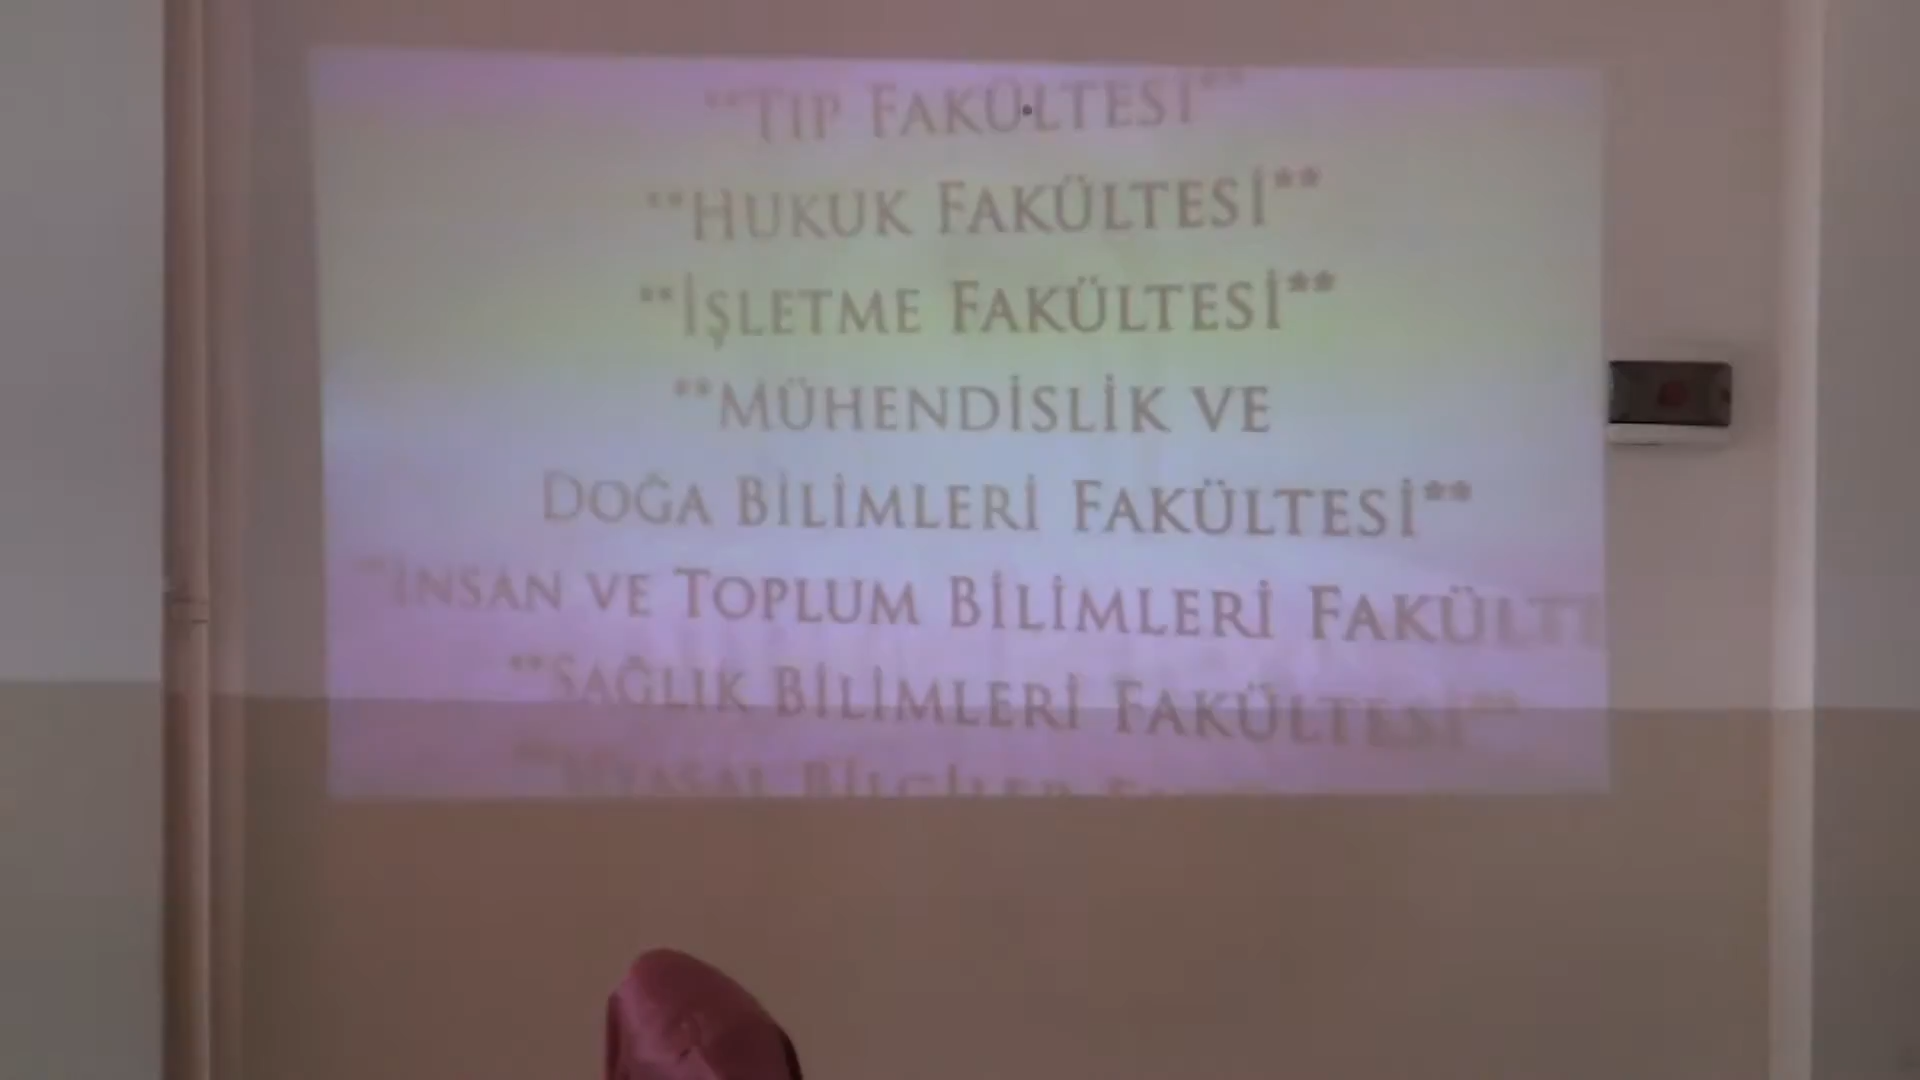 **TIP FAKÜLTESİ**
**HUKUK FAKÜLTESİ**
**İŞLETME FAKÜLTESİ**
**MÜHENDİSLİK VE
DOĞA BİLİMLERİ FAKÜLTESİ**
**İNSAN VE TOPLUM BİLİMLERİ FAKÜLTE
**SAĞLIK BİLİMLERİ FAKÜLTESİ**